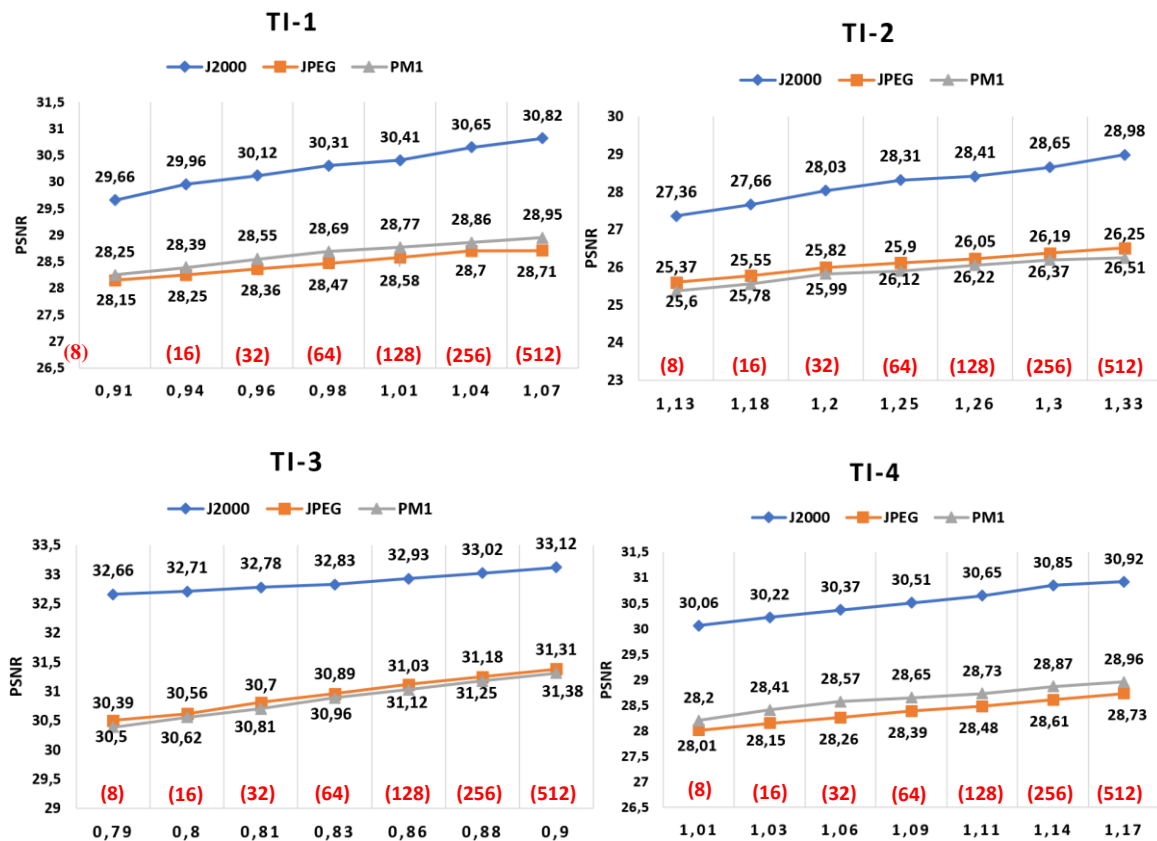 TI-1
J2000 JPEG PM1
PSNR
31,5
31
30,5
30
29,5
29
28,5
28
27,5
27
26,5
29,66 29,96 30,12 30,31 30,41 30,65 30,82
28,25 28,39 28,55 28,69 28,77 28,86 28,95
28,15 28,25 28,36 28,47 28,58 28,7 28,71
(8) (16) (32) (64) (128) (256) (512)
0,91 0,94 0,96 0,98 1,01 1,04 1,07
TI-2
J2000 JPEG PM1
PSNR
30
29
28
27
26
25
24
23
27,36 27,66 28,03 28,31 28,41 28,65 28,98
25,37 25,55 25,82 25,9 26,05 26,19 26,25
25,6 25,78 25,99 26,12 26,22 26,37 26,51
(8) (16) (32) (64) (128) (256) (512)
1,13 1,18 1,2 1,25 1,26 1,3 1,33
TI-3
J2000 JPEG PM1
PSNR
33,5
33
32,5
32
31,5
31
30,5
30
29,5
29
32,66 32,71 32,78 32,83 32,93 33,02 33,12
30,39 30,56 30,7 30,89 31,03 31,18 31,31
30,5 30,62 30,81 30,96 31,12 31,25 31,38
(8) (16) (32) (64) (128) (256) (512)
0,79 0,8 0,81 0,83 0,86 0,88 0,9
TI-4
J2000 JPEG PM1
PSNR
31,5
31
30,5
30
29,5
29
28,5
28
27,5
27
26,5
30,06 30,22 30,37 30,51 30,65 30,85 30,92
28,2 28,41 28,57 28,65 28,73 28,87 28,96
28,01 28,15 28,26 28,39 28,48 28,61 28,73
(8) (16) (32) (64) (128) (256) (512)
1,01 1,03 1,06 1,09 1,11 1,14 1,17